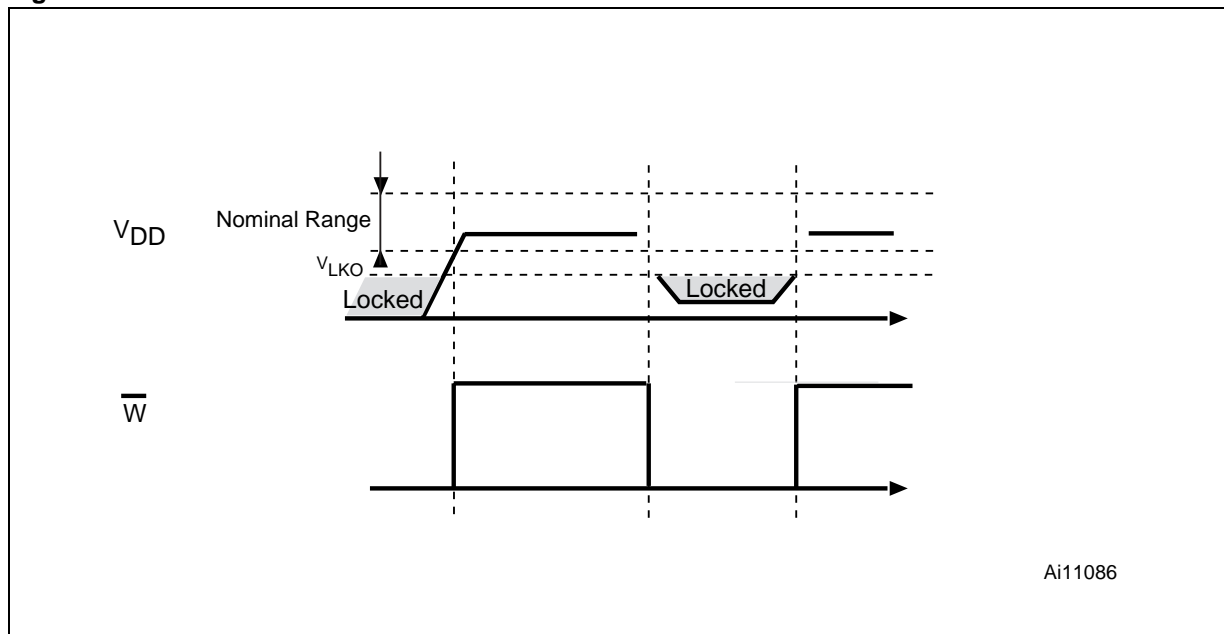 Nominal Range
VDD
VLKO
Locked
Locked
W
Ai11086